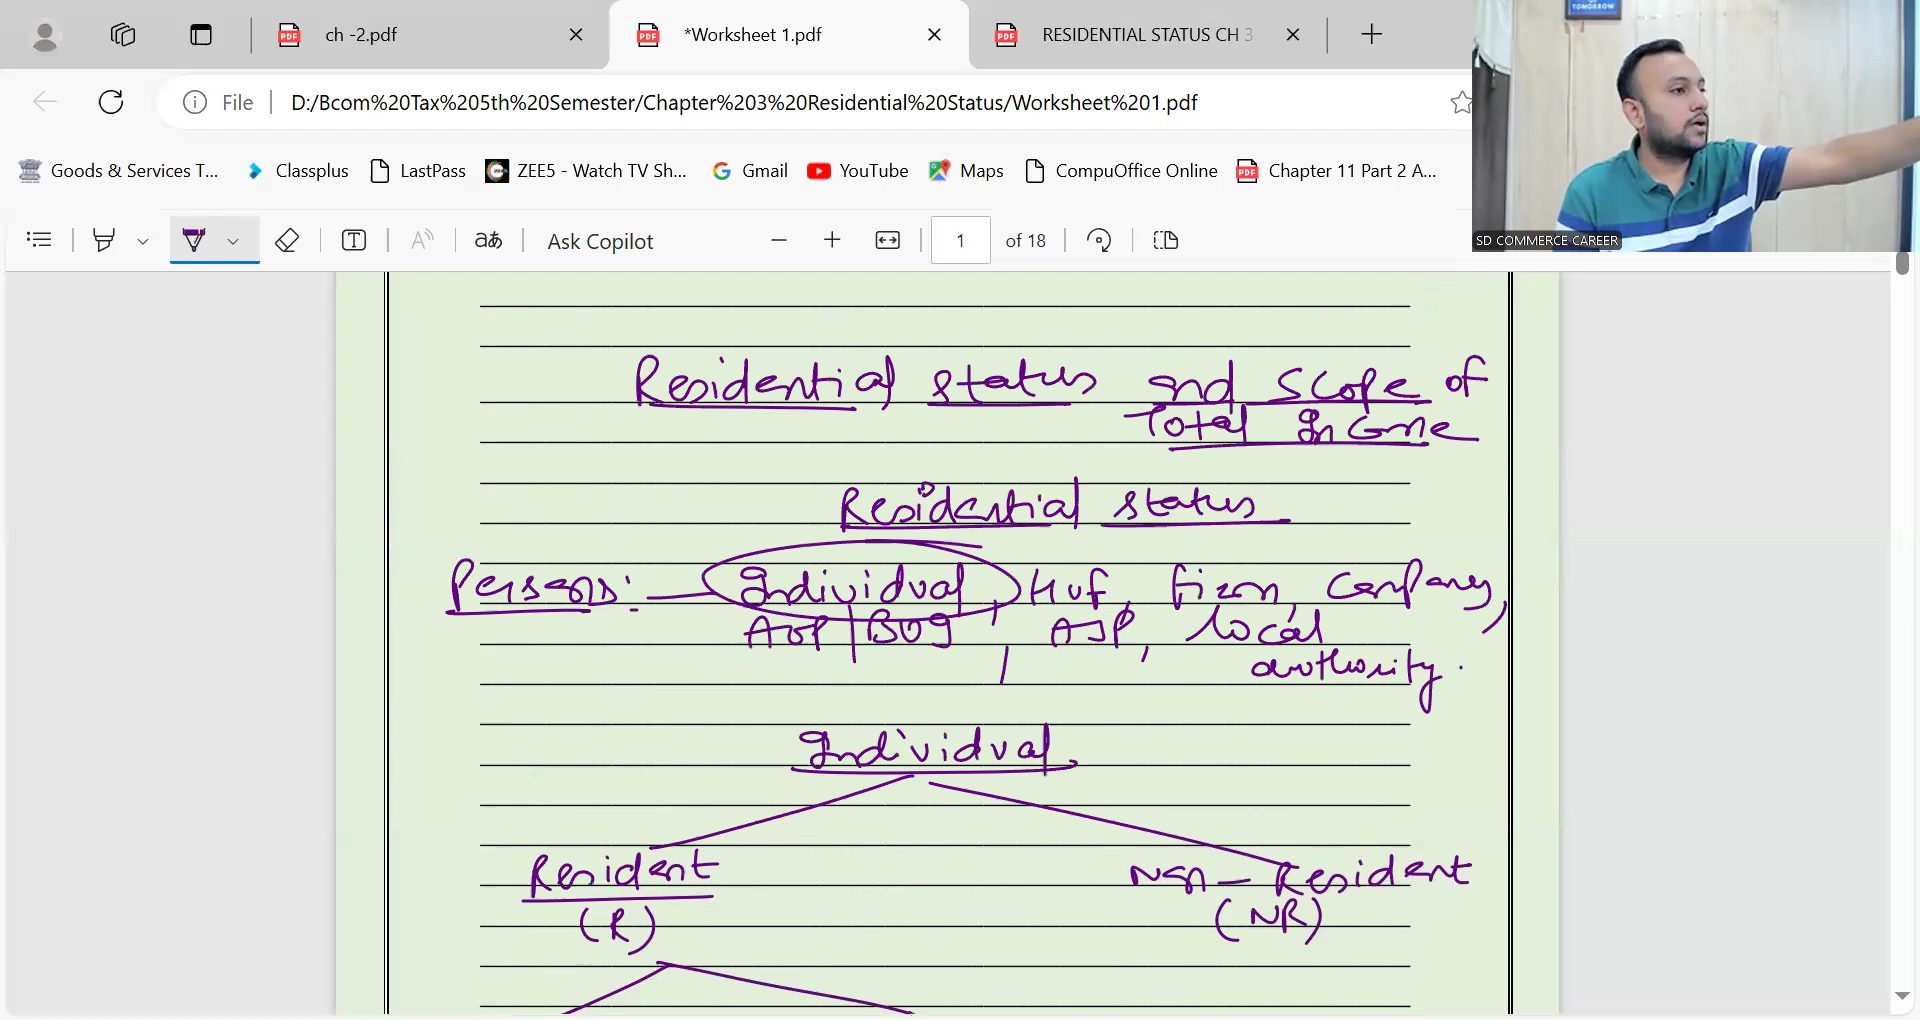 ch -2.pdf
*Worksheet 1.pdf
RESIDENTIAL STATUS CH 3
TOMORROW
File
D:/Bcom%20Tax%205th%20Semester/Chapter%203%20Residential%20Status/Worksheet%201.pdf
Goods & Services T...
Classplus
LastPass
ZEE5 - Watch TV Sh...
Gmail
YouTube
Maps
CompuOffice Online
Chapter 11 Part 2 A...
SD COMMERCE CAREER
Ask Copilot
1 of 18
Residential status and Scope of
Total Income
Residential status
Persons:- Individual, HUF, firm, Company,
AOP/BOI, AJP, local
authority.
Individual
Resident Non-Resident
(R) (NR)